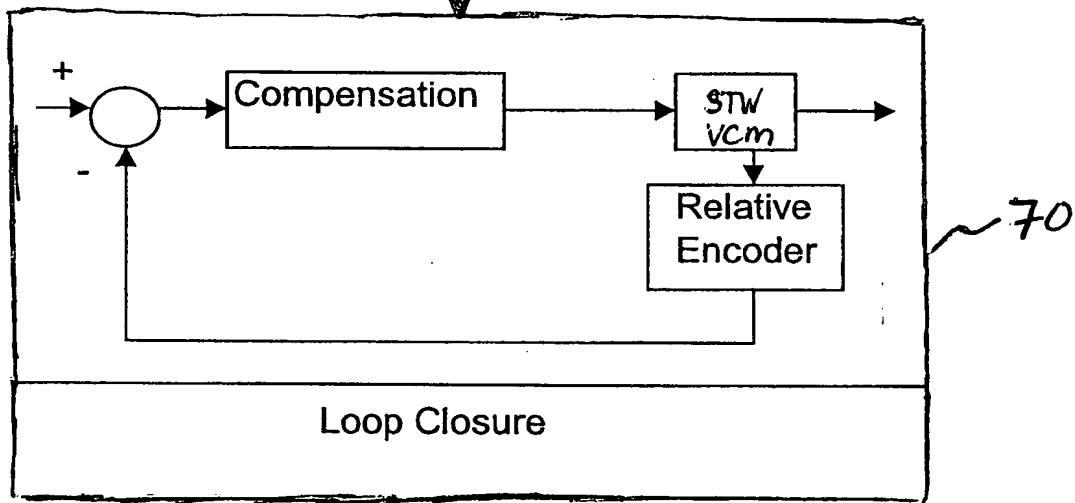 +
Compensation
STW
VCM
-
Relative
Encoder
70
Loop Closure